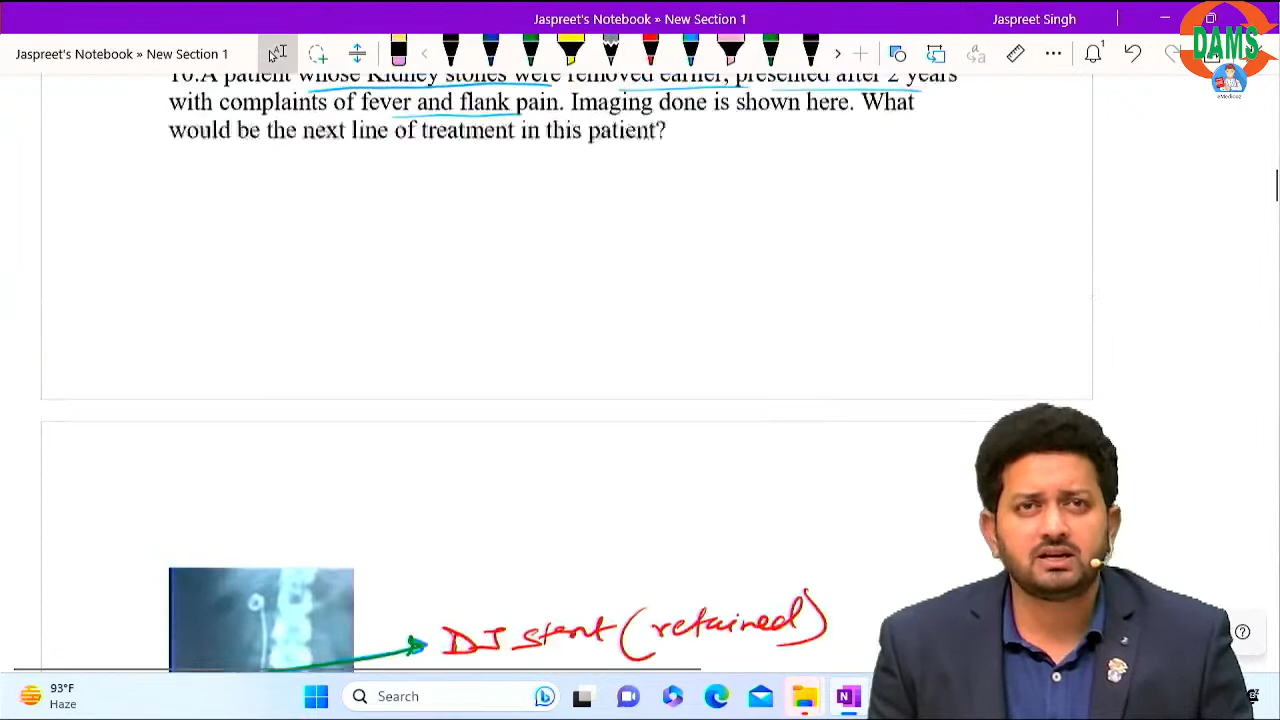 Jaspreet's Notebook » New Section 1
Jaspreet Singh
Jaspreet's Notebook » New Section 1
DAMS
eMedicoz
10.A patient whose Kidney stones were removed earlier, presented after 2 years
with complaints of fever and flank pain. Imaging done is shown here. What
would be the next line of treatment in this patient?
DJ stent (retained)
93°F
Haze
Search